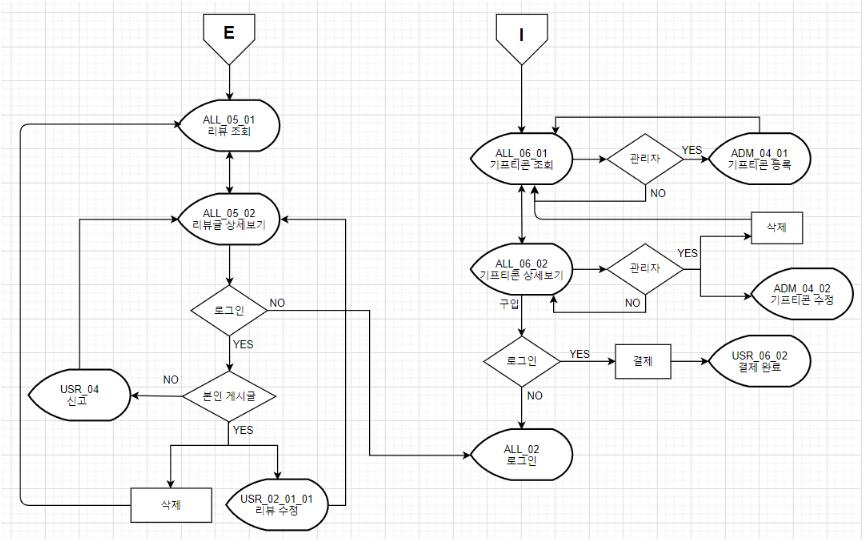 E
ALL_05_01
리뷰 조회
ALL_05_02
리뷰글 상세보기
로그인
NO
YES
본인 게시글
NO
USR_04
신고
YES
삭제
USR_02_01_01
리뷰 수정
I
ALL_06_01
기프티콘 조회
관리자
YES
ADM_04_01
기프티콘 등록
NO
삭제
ALL_06_02
기프티콘 상세보기
관리자
YES
NO
ADM_04_02
기프티콘 수정
구입
로그인
YES
결제
USR_06_02
결제 완료
NO
ALL_02
로그인